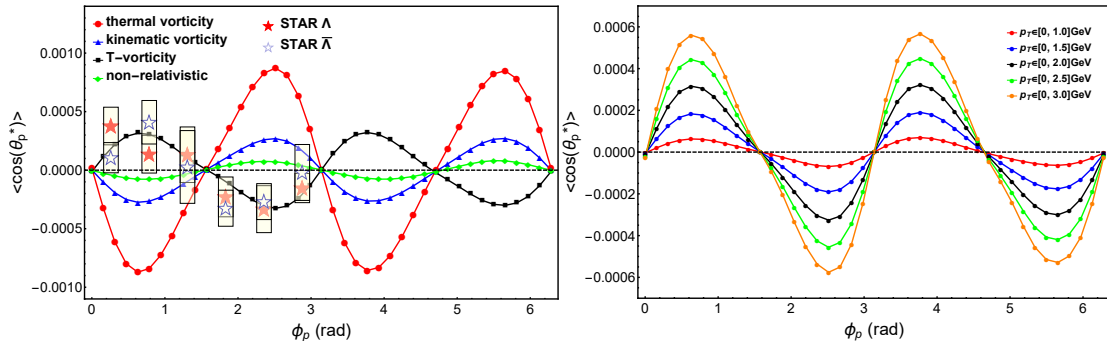 thermal vorticity
kinematic vorticity
T-vorticity
non-relativistic
STAR Λ
STAR Λ̅
0.0010
0.0005
0.0000
−0.0005
−0.0010
<cos(θp*)>
0 1 2 3 4 5 6
ϕp (rad)
pT∈[0, 1.0]GeV
pT∈[0, 1.5]GeV
pT∈[0, 2.0]GeV
pT∈[0, 2.5]GeV
pT∈[0, 3.0]GeV
0.0006
0.0004
0.0002
0.0000
−0.0002
−0.0004
−0.0006
<cos(θp*)>
0 1 2 3 4 5 6
ϕp (rad)